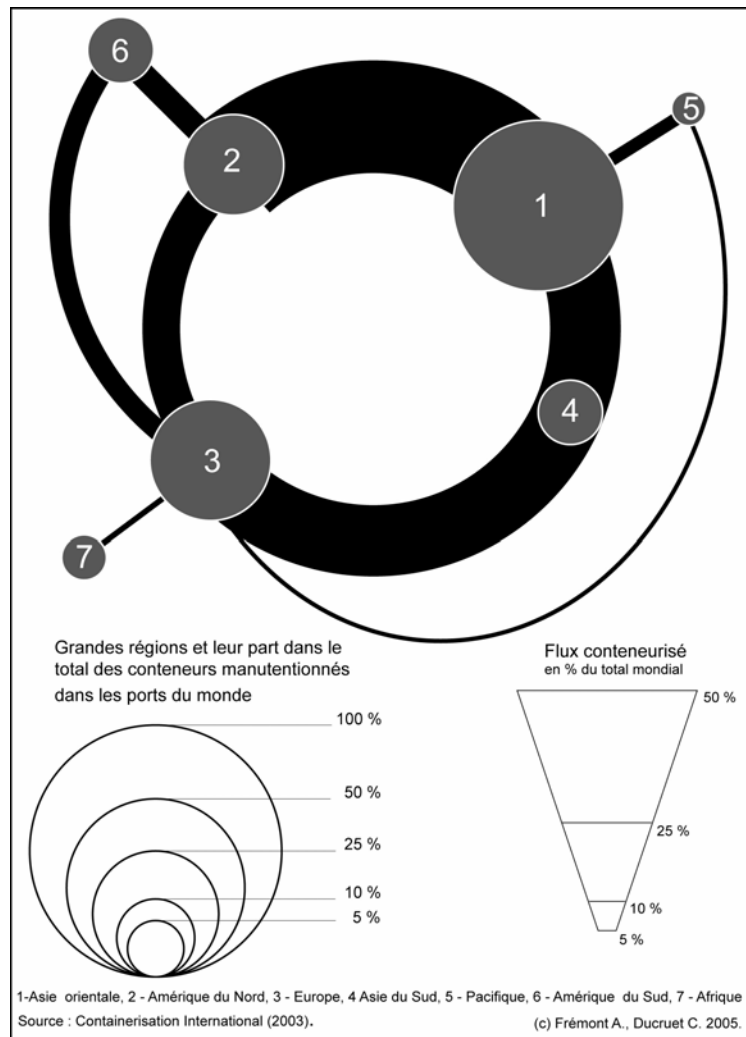 6
5
2
1
4
3
7
Grandes régions et leur part dans le
total des conteneurs manutentionnés
dans les ports du monde
100 %
50 %
25 %
10 %
5 %
Flux conteneurisé
en % du total mondial
50 %
25 %
10 %
5 %
1-Asie orientale, 2 - Amérique du Nord, 3 - Europe, 4 Asie du Sud, 5 - Pacifique, 6 - Amérique du Sud, 7 - Afrique
Source : Containerisation International (2003).
(c) Frémont A., Ducruet C. 2005.